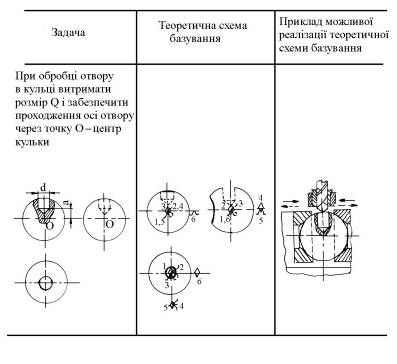 Задача
Теоретична схема
базування
Приклад можливої
реалізації теоретичної
схеми базування
При обробці отвору
в кульці витримати
розмір Q і забезпечити
проходження осі отвору
через точку О – центр
кульки
d
a
O
O
3
2,4
1,5
6
2
3
1,6
4
5
1
2
3
6
5
4